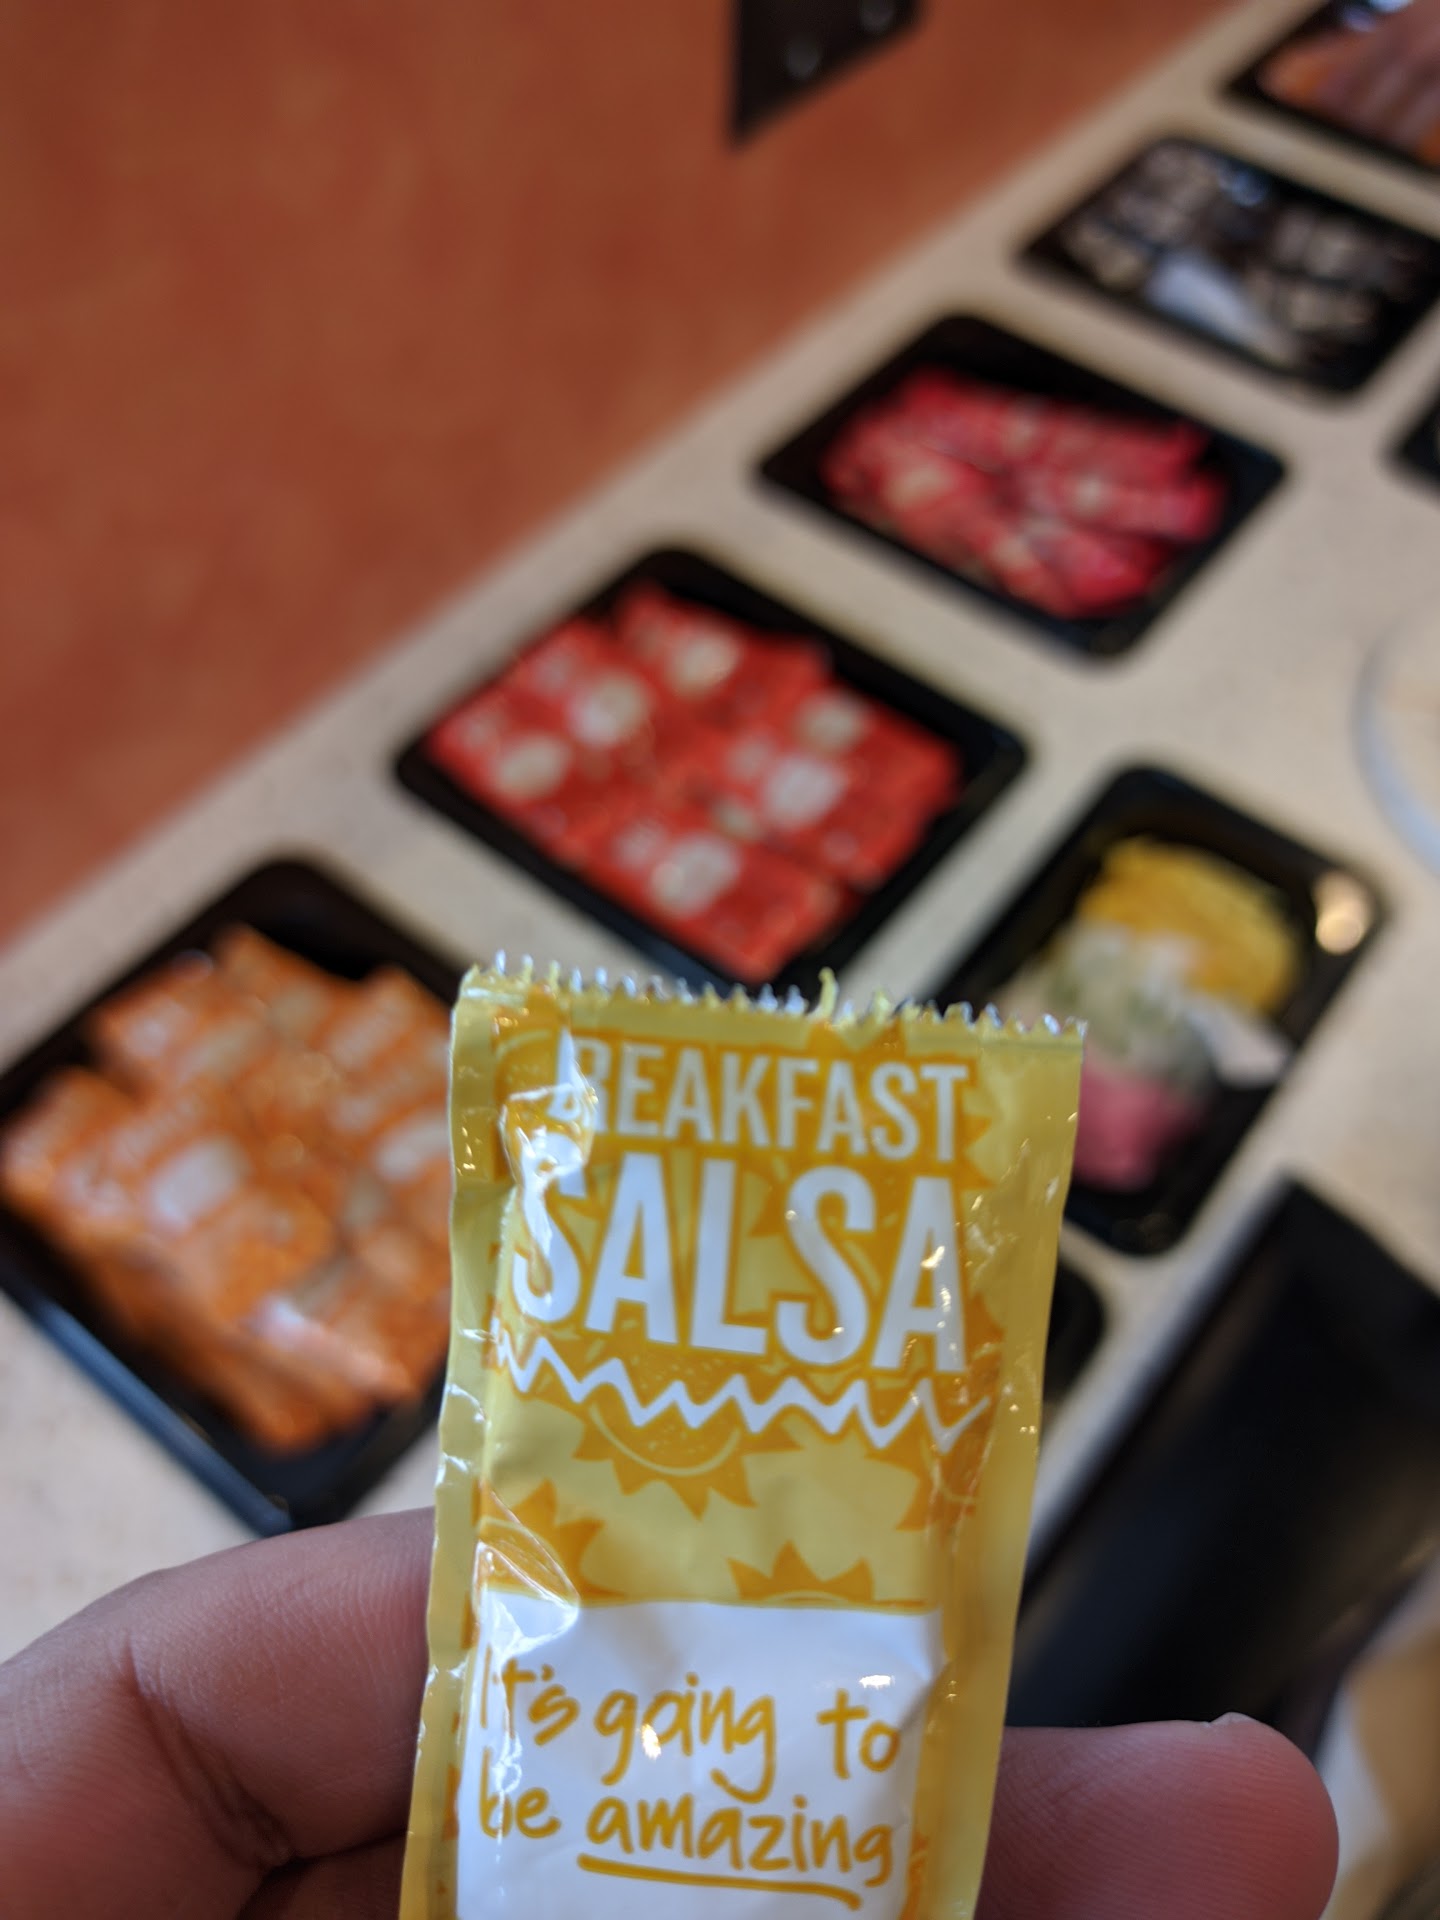 BREAKFAST
SALSA
It's going to
be amazing